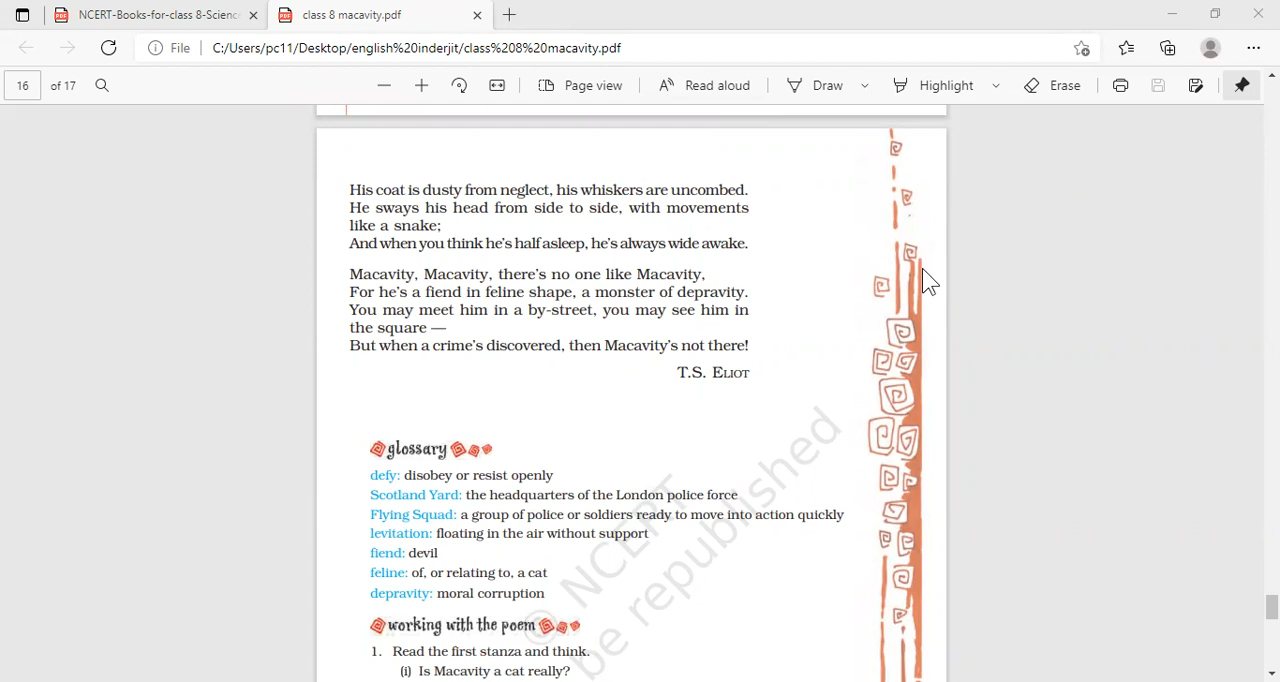 NCERT-Books-for-class 8-Science
class 8 macavity.pdf
File
C:/Users/pc11/Desktop/english%20inderjit/class%208%20macavity.pdf
16 of 17
Page view
Read aloud
Draw
Highlight
Erase
His coat is dusty from neglect, his whiskers are uncombed.
He sways his head from side to side, with movements
like a snake;
And when you think he's half asleep, he's always wide awake.
Macavity, Macavity, there's no one like Macavity,
For he's a fiend in feline shape, a monster of depravity.
You may meet him in a by-street, you may see him in
the square —
But when a crime's discovered, then Macavity's not there!
T.S. ELIOT
glossary
defy: disobey or resist openly
Scotland Yard: the headquarters of the London police force
Flying Squad: a group of police or soldiers ready to move into action quickly
levitation: floating in the air without support
fiend: devil
feline: of, or relating to, a cat
depravity: moral corruption
working with the poem
1. Read the first stanza and think.
(i) Is Macavity a cat really?
© NCERT
be republished